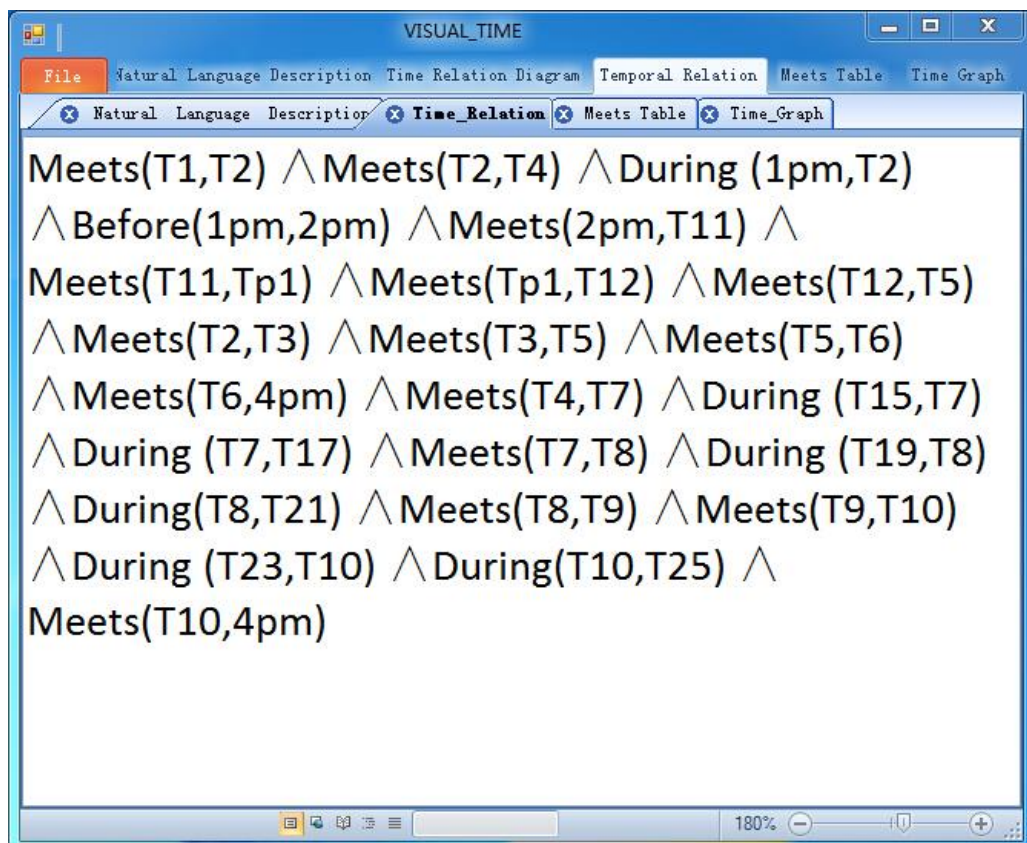 VISUAL_TIME
File Natural Language Description Time Relation Diagram Temporal Relation Meets Table Time Graph
Natural Language Description Time_Relation Meets Table Time_Graph
Meets(T1,T2) ∧Meets(T2,T4) ∧During (1pm,T2)
∧Before(1pm,2pm) ∧Meets(2pm,T11) ∧
Meets(T11,Tp1) ∧Meets(Tp1,T12) ∧Meets(T12,T5)
∧Meets(T2,T3) ∧Meets(T3,T5) ∧Meets(T5,T6)
∧Meets(T6,4pm) ∧Meets(T4,T7) ∧During (T15,T7)
∧During (T7,T17) ∧Meets(T7,T8) ∧During (T19,T8)
∧During(T8,T21) ∧Meets(T8,T9) ∧Meets(T9,T10)
∧During (T23,T10) ∧During(T10,T25) ∧
Meets(T10,4pm)
180%